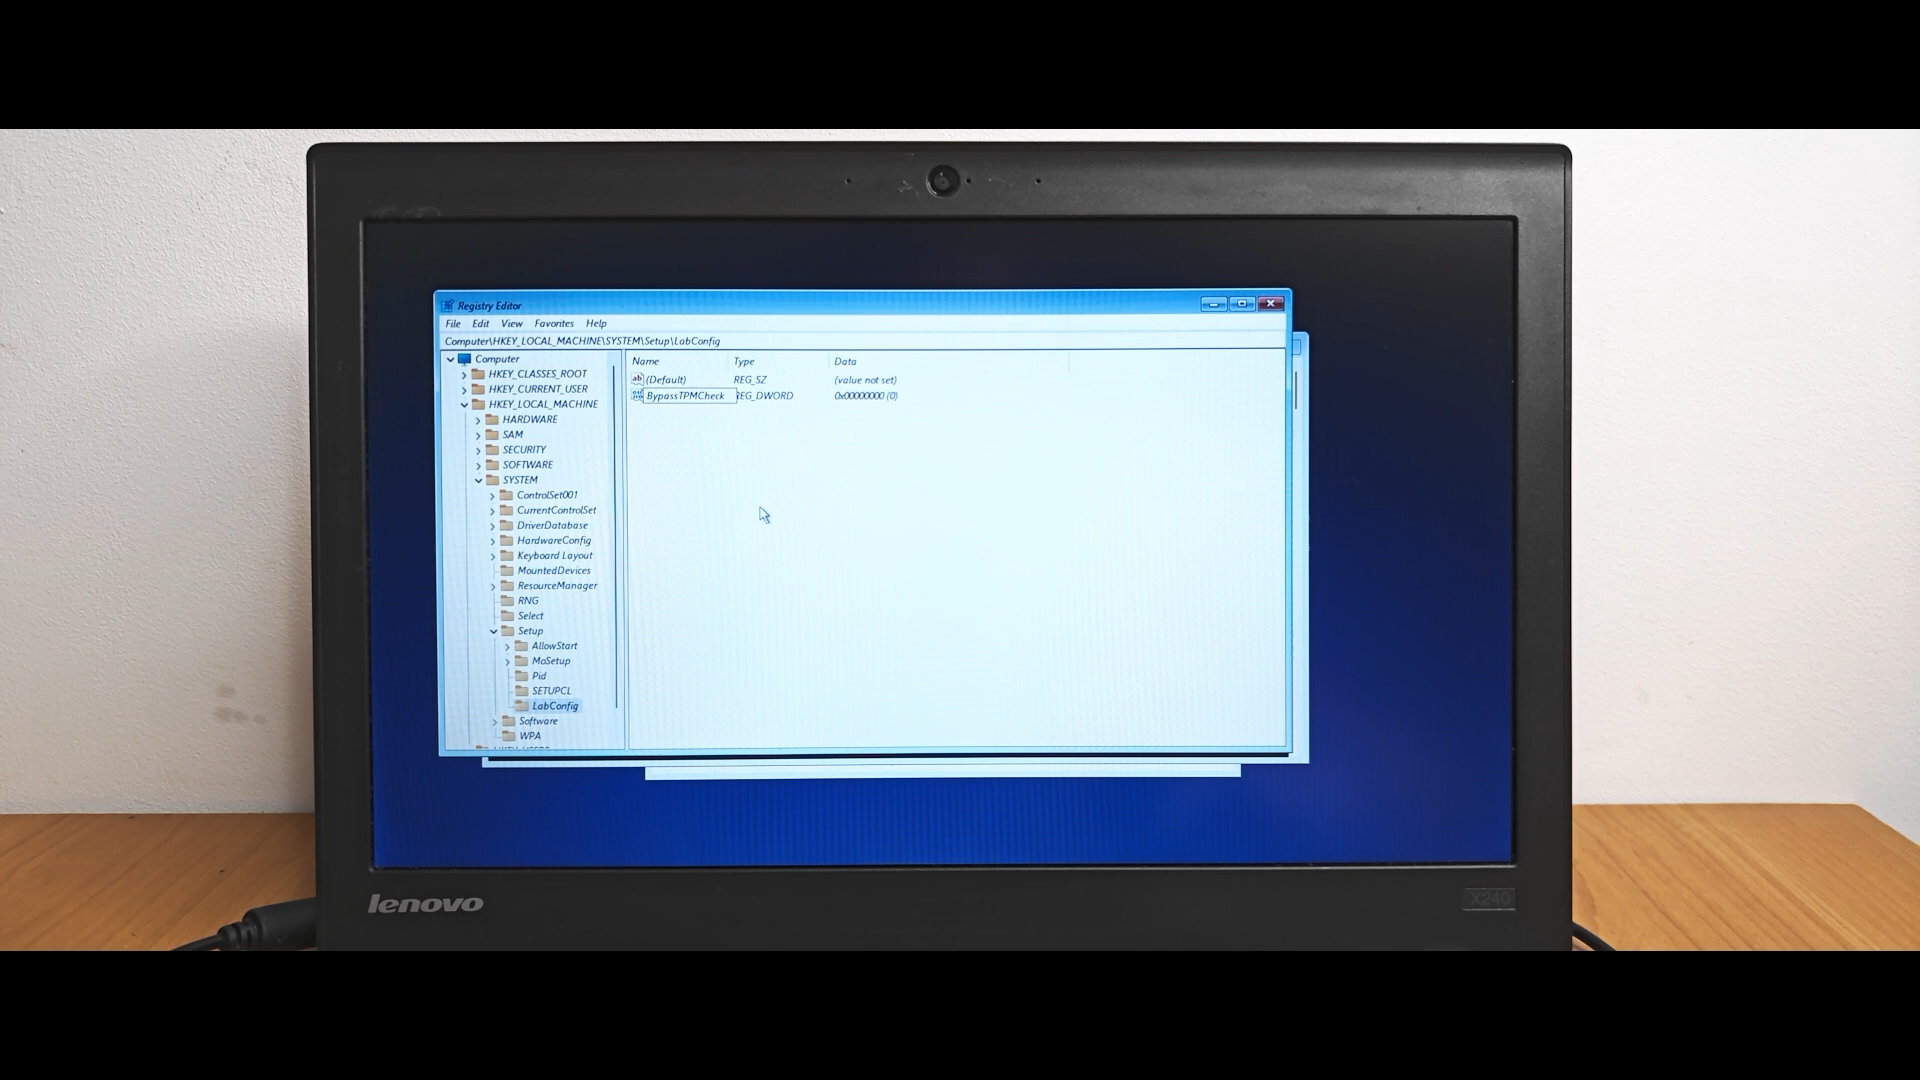 Registry Editor
File Edit View Favorites Help
Computer\HKEY_LOCAL_MACHINE\SYSTEM\Setup\LabConfig
Computer
HKEY_CLASSES_ROOT
HKEY_CURRENT_USER
HKEY_LOCAL_MACHINE
HARDWARE
SAM
SECURITY
SOFTWARE
SYSTEM
ControlSet001
CurrentControlSet
DriverDatabase
HardwareConfig
Keyboard Layout
MountedDevices
ResourceManager
RNG
Select
Setup
AllowStart
MoSetup
Pid
SETUPCL
LabConfig
Software
WPA
Name Type Data
(Default) REG_SZ (value not set)
BypassTPMCheck REG_DWORD 0x00000000 (0)
lenovo
X240